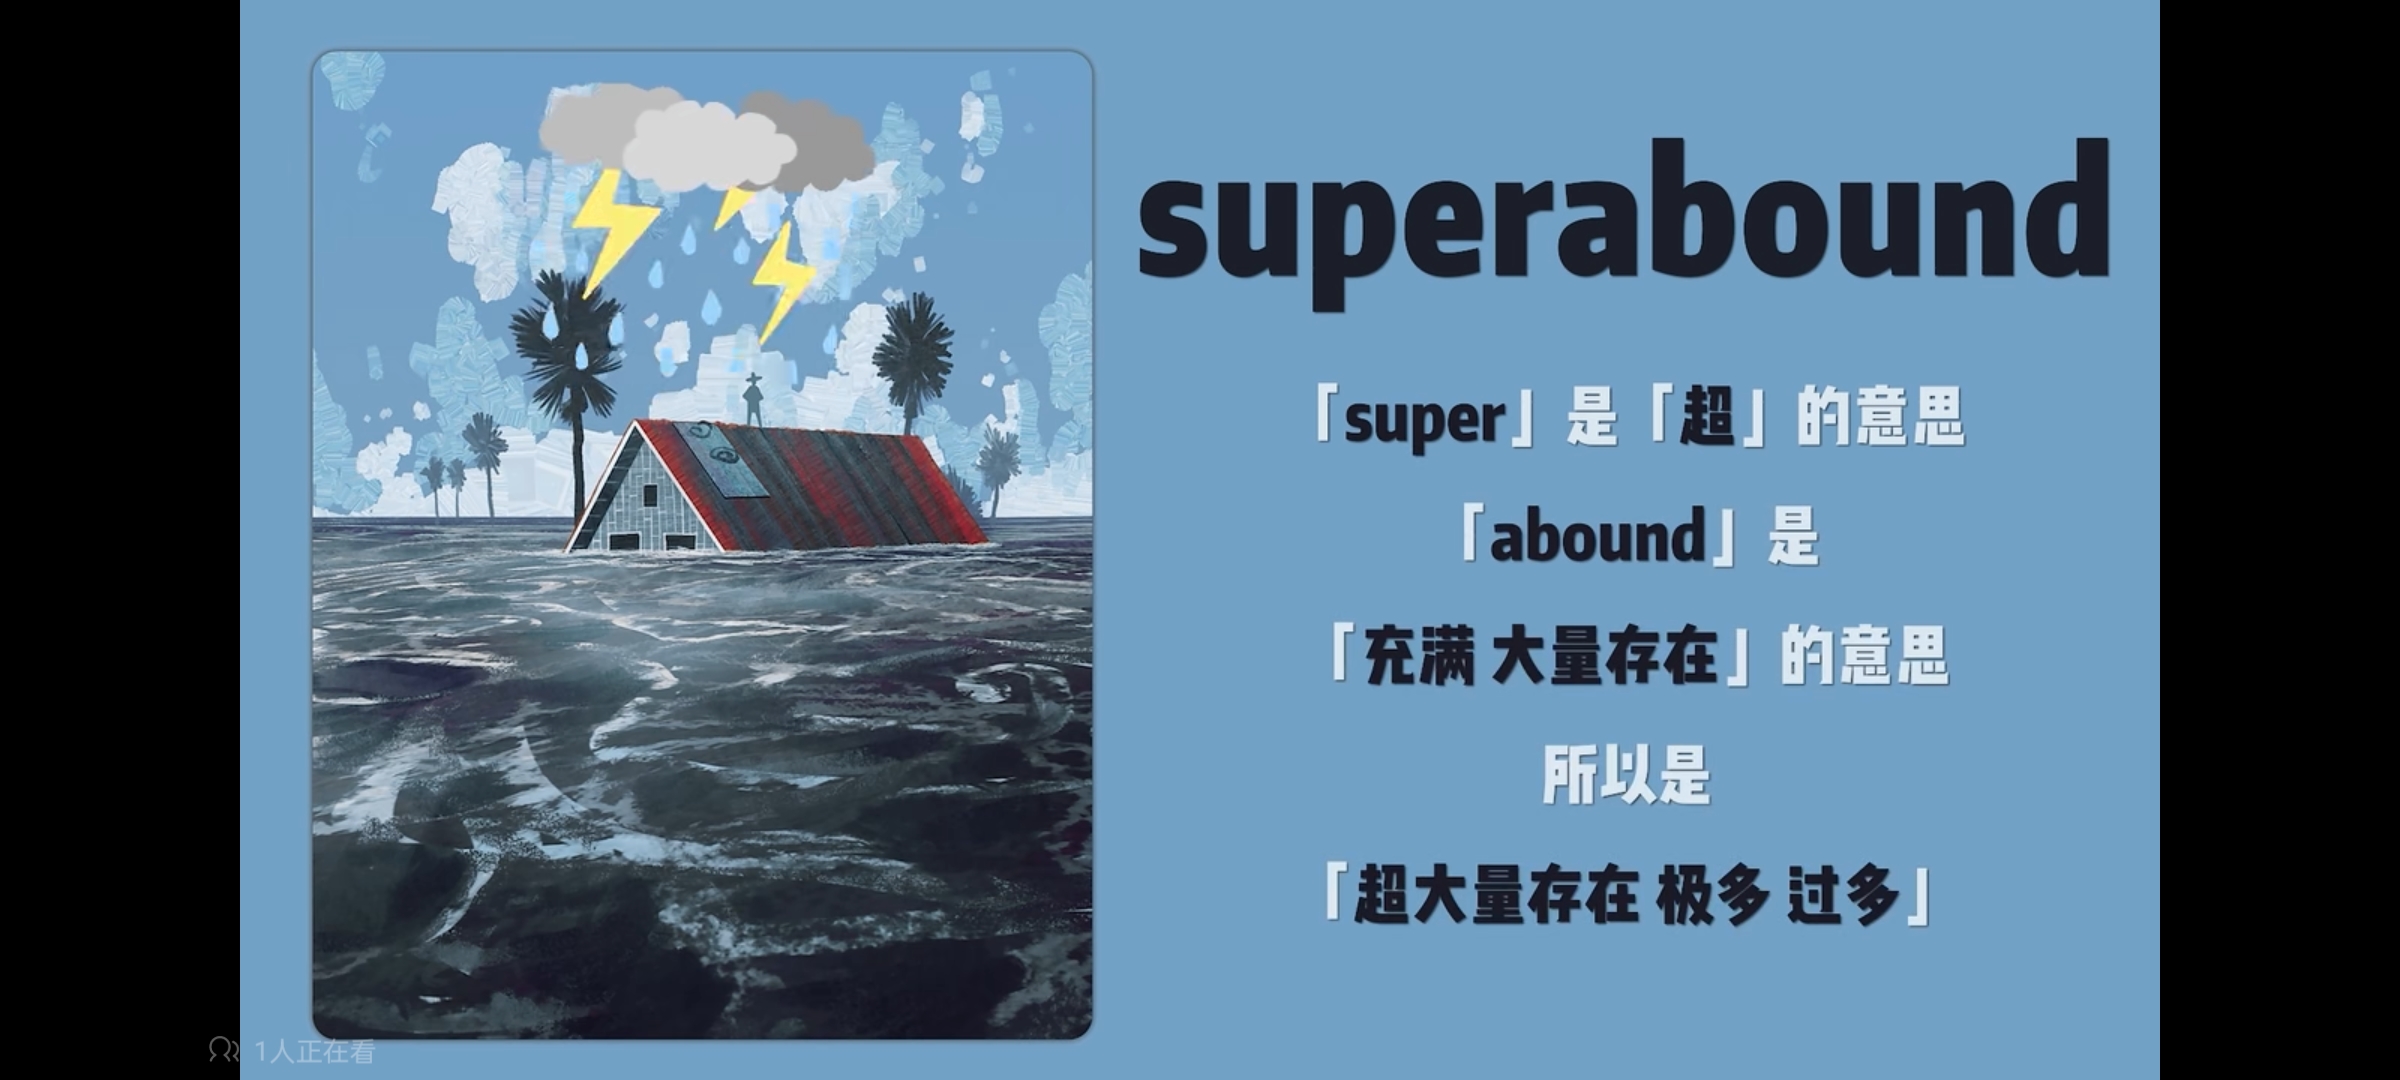 superabound
「super」是「超」的意思
「abound」是
「充满 大量存在」的意思
所以是
「超大量存在 极多 过多」
1人正在看